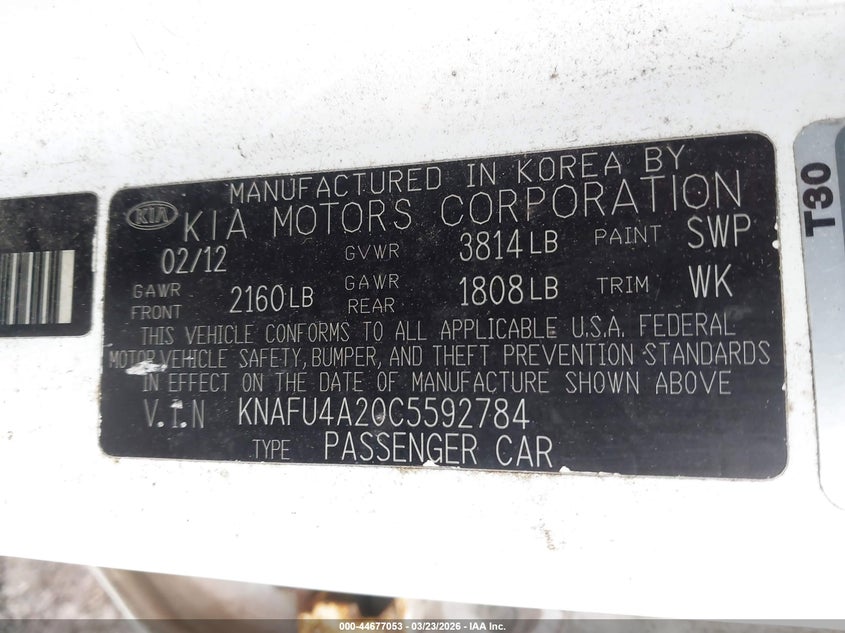 MANUFACTURED IN KOREA BY
KIA KIA MOTORS CORPORATION
02/12 GVWR 3814 LB PAINT SWP
GAWR FRONT 2160 LB GAWR REAR 1808 LB TRIM WK
THIS VEHICLE CONFORMS TO ALL APPLICABLE U.S.A. FEDERAL
MOTOR VEHICLE SAFETY, BUMPER, AND THEFT PREVENTION STANDARDS
IN EFFECT ON THE DATE OF MANUFACTURE SHOWN ABOVE
V.I.N KNAFU4A20C5592784
TYPE PASSENGER CAR
T30
000-44677053 - 03/23/2026 - IAA Inc.